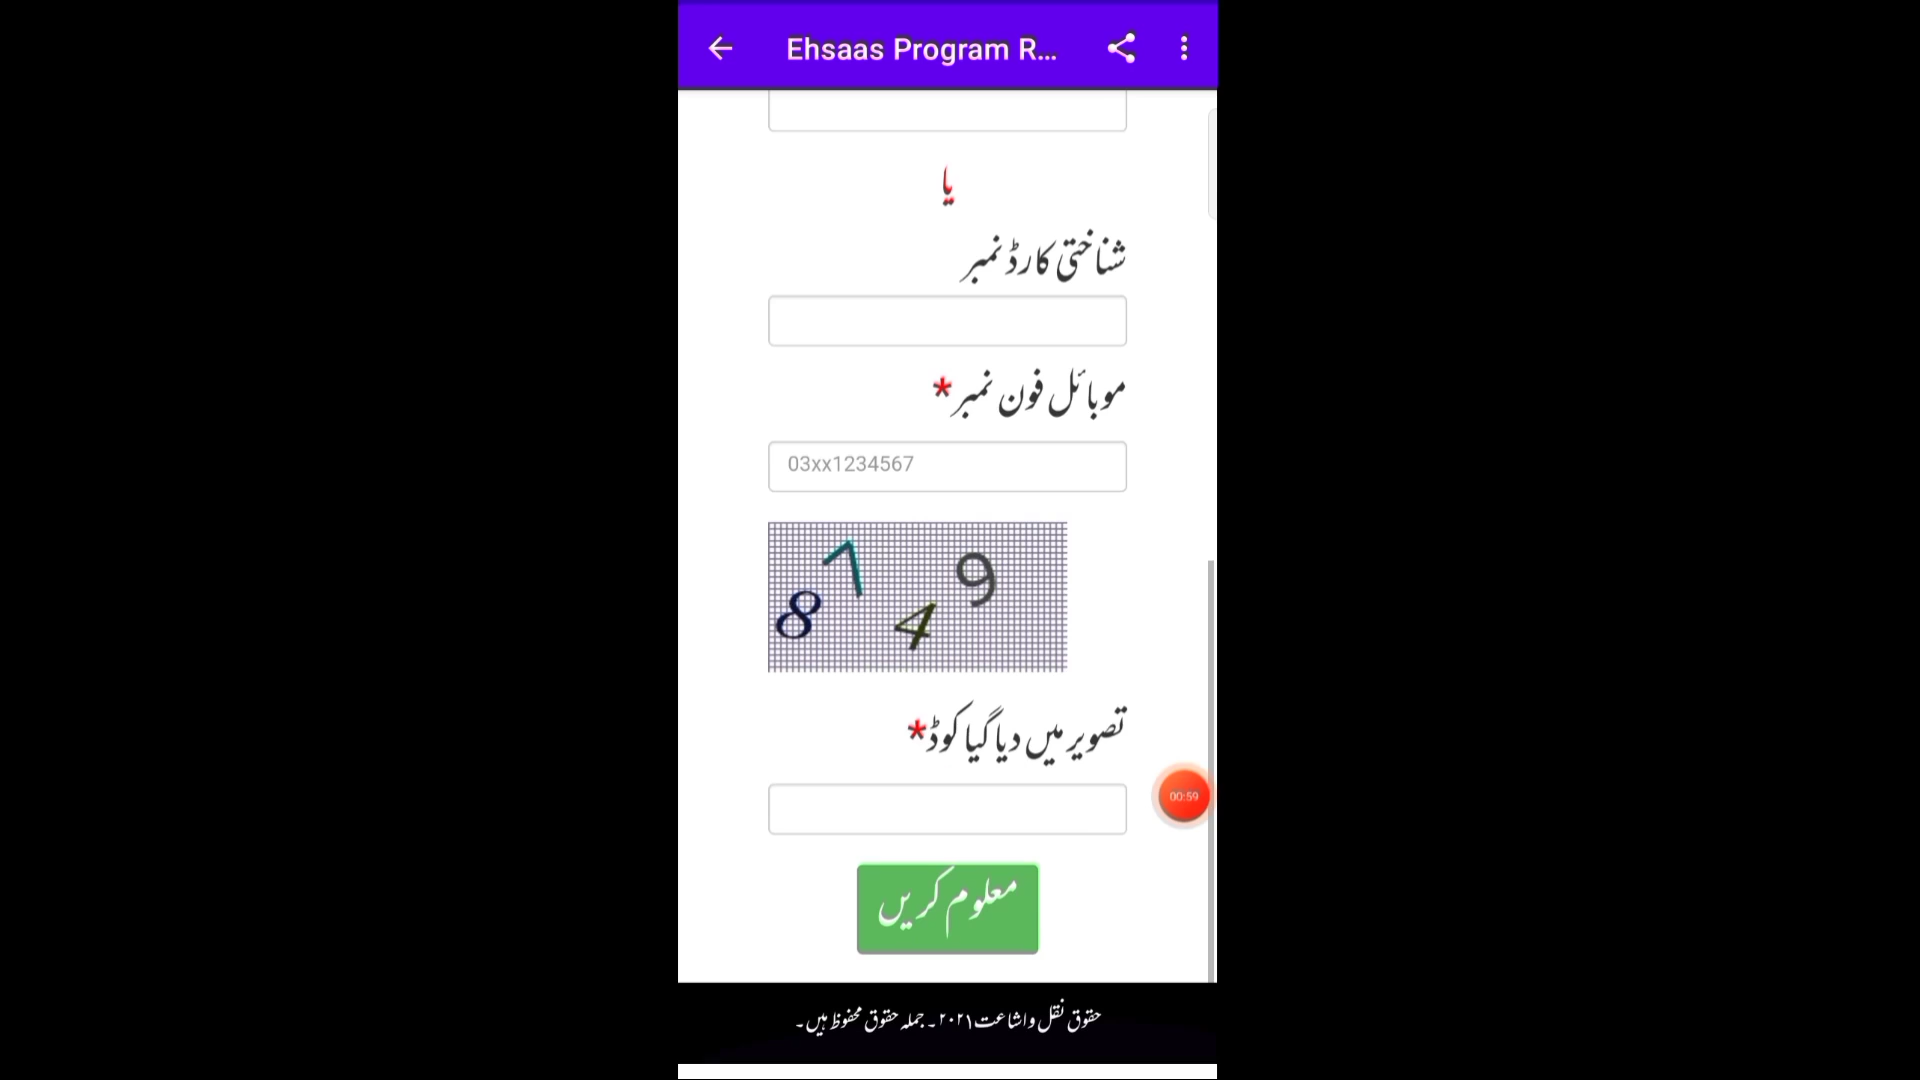 Ehsaas Program R...
یا
شناختی کارڈ نمبر
موبائل فون نمبر*
03xx1234567
8749
تصویر میں دیا گیا کوڈ*
00:59
معلوم کریں
حقوق نقل و اشاعت ۲۰۲۱۔ جملہ حقوق محفوظ ہیں۔